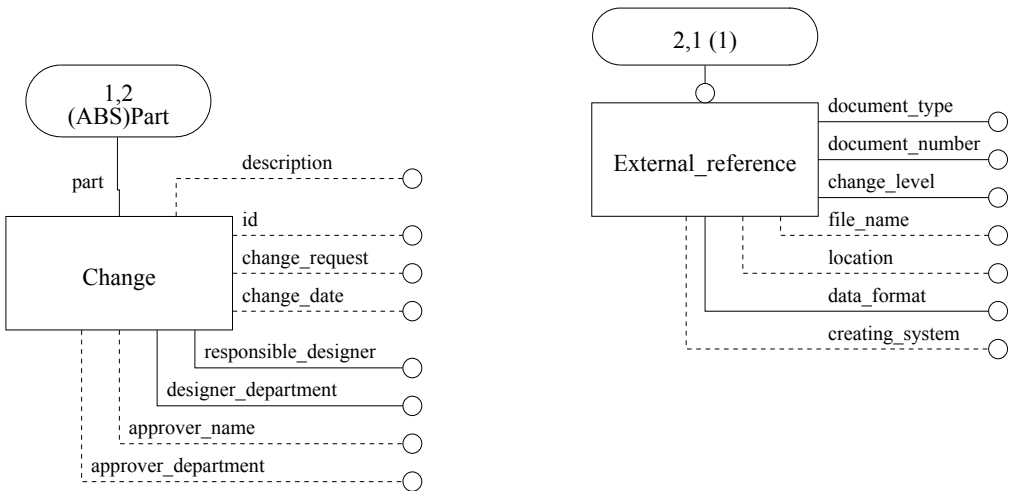 1,2
(ABS)Part
part
description
id
change_request
change_date
Change
responsible_designer
designer_department
approver_name
approver_department
2,1 (1)
External_reference
document_type
document_number
change_level
file_name
location
data_format
creating_system